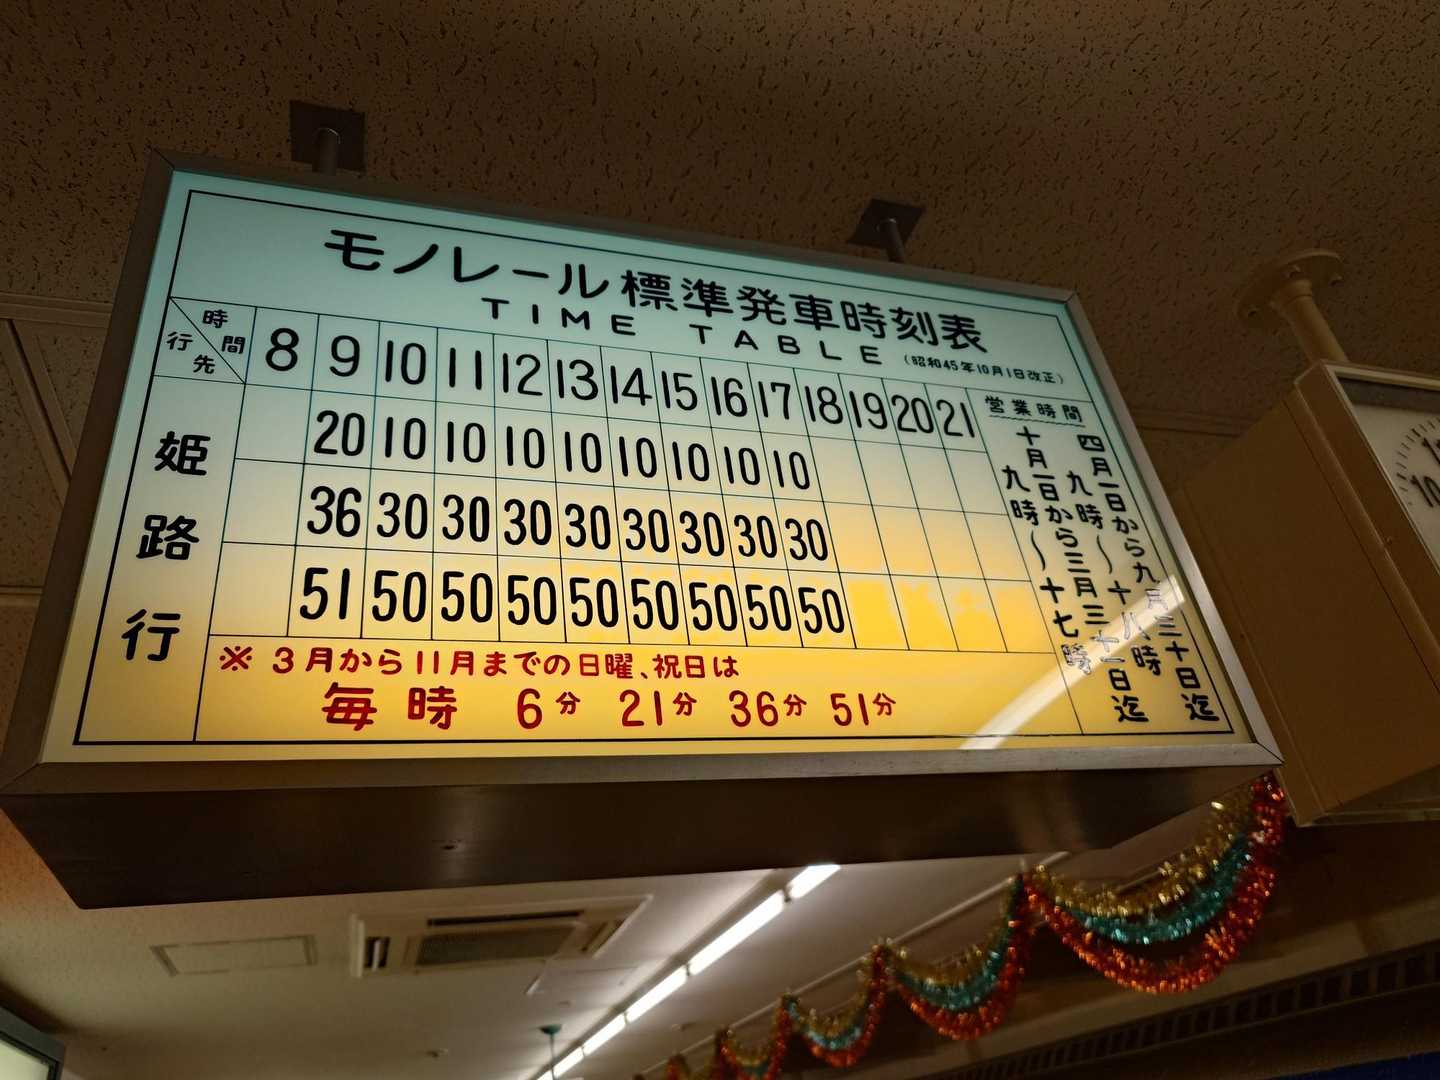 モノレール標準発車時刻表
TIME TABLE
(昭和45年10月1日改正)
時間
行先
8 9 10 11 12 13 14 15 16 17 18 19 20 21
姫路行
20 10 10 10 10 10 10 10 10
36 30 30 30 30 30 30 30 30
51 50 50 50 50 50 50 50 50
※3月から11月までの日曜、祝日は
毎時 6分 21分 36分 51分
営業時間
四月一日から九月三十日迄
九時〜十八時
十月一日から三月三十一日迄
九時〜十七時
10